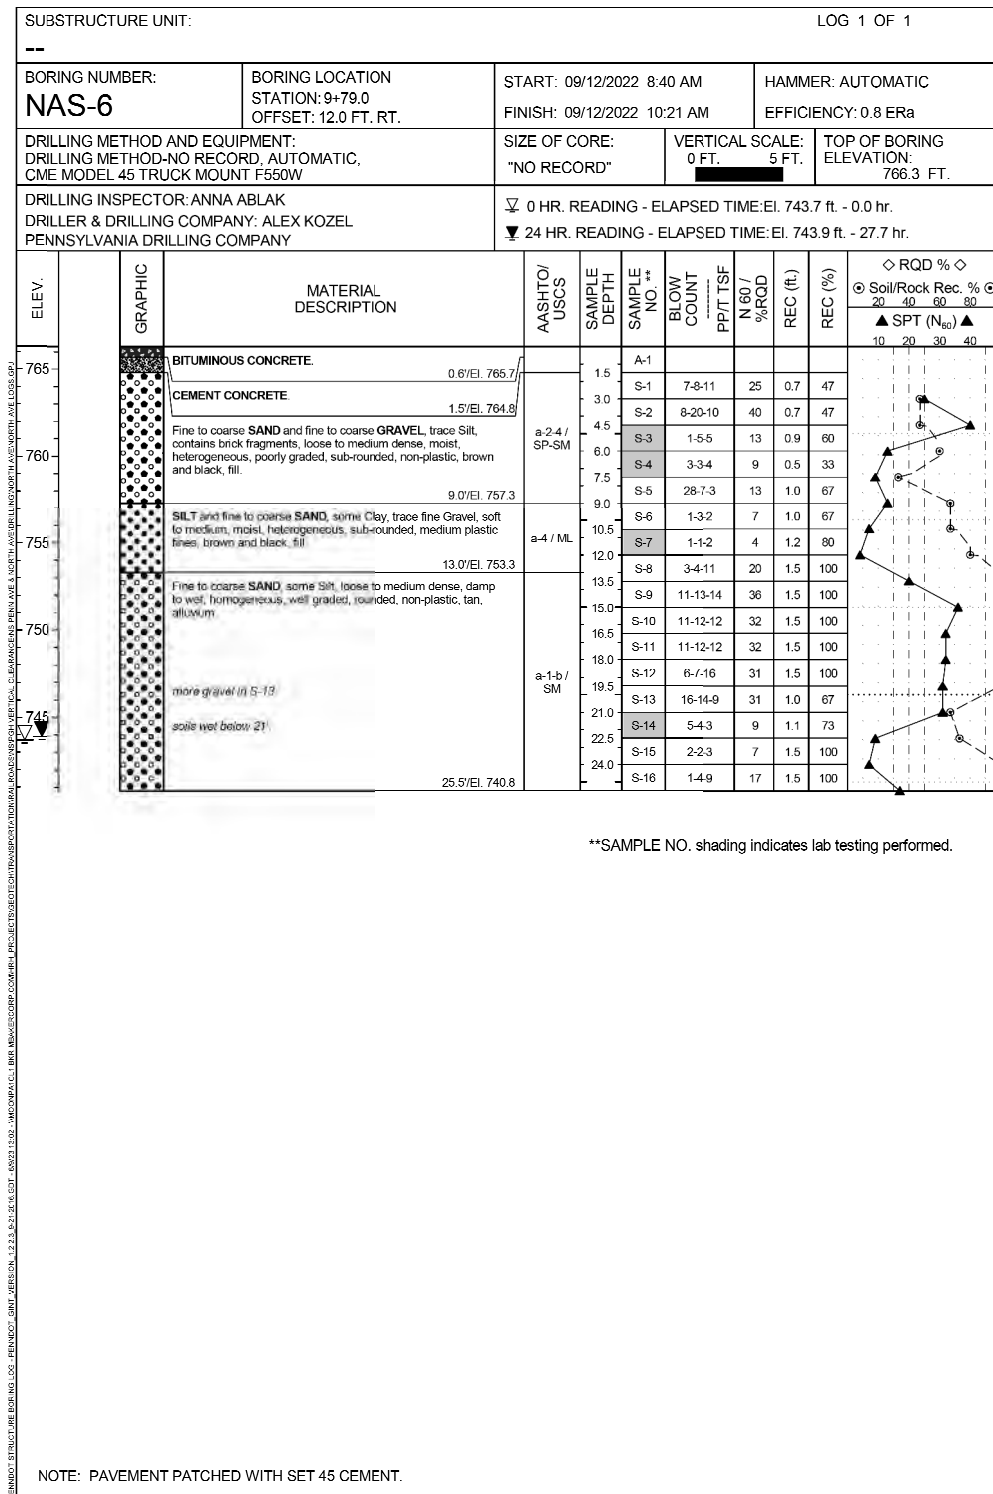 SUBSTRUCTURE UNIT:
LOG 1 OF 1
--
BORING NUMBER:
NAS-6
BORING LOCATION
STATION: 9+79.0
OFFSET: 12.0 FT. RT.
START: 09/12/2022 8:40 AM
FINISH: 09/12/2022 10:21 AM
HAMMER: AUTOMATIC
EFFICIENCY: 0.8 ERa
DRILLING METHOD AND EQUIPMENT:
DRILLING METHOD-NO RECORD, AUTOMATIC,
CME MODEL 45 TRUCK MOUNT F550W
SIZE OF CORE:
"NO RECORD"
VERTICAL SCALE:
0 FT. 5 FT.
TOP OF BORING
ELEVATION:
766.3 FT.
DRILLING INSPECTOR: ANNA ABLAK
DRILLER & DRILLING COMPANY: ALEX KOZEL
PENNSYLVANIA DRILLING COMPANY
0 HR. READING - ELAPSED TIME: El. 743.7 ft. - 0.0 hr.
24 HR. READING - ELAPSED TIME: El. 743.9 ft. - 27.7 hr.
ELEV.
GRAPHIC
MATERIAL
DESCRIPTION
AASHTO/
USCS
SAMPLE
DEPTH
SAMPLE
NO. **
BLOW
COUNT
--------
PP/T TSF
N 60 /
%RQD
REC (ft.)
REC (%)
◇ RQD % ◇
⊙ Soil/Rock Rec. % ⊙
20 40 60 80
▲ SPT (N60) ▲
10 20 30 40
765
760
755
750
745
BITUMINOUS CONCRETE.
0.6'/El. 765.7
CEMENT CONCRETE.
1.5'/El. 764.8
Fine to coarse SAND and fine to coarse GRAVEL, trace Silt,
contains brick fragments, loose to medium dense, moist,
heterogeneous, poorly graded, sub-rounded, non-plastic, brown
and black, fill.
9.0'/El. 757.3
SILT and fine to coarse SAND, some Clay, trace fine Gravel, soft
to medium, moist, heterogeneous, sub-rounded, medium plastic
fines, brown and black, fill
13.0'/El. 753.3
Fine to coarse SAND, some Silt, loose to medium dense, damp
to wet, homogeneous, well graded, rounded, non-plastic, tan,
alluvium.
more gravel in S-13
soils wet below 21'
25.5'/El. 740.8
a-2-4 /
SP-SM
a-4 / ML
a-1-b /
SM
1.5
3.0
4.5
6.0
7.5
9.0
10.5
12.0
13.5
15.0
16.5
18.0
19.5
21.0
22.5
24.0
A-1
S-1 7-8-11 25 0.7 47
S-2 8-20-10 40 0.7 47
S-3 1-5-5 13 0.9 60
S-4 3-3-4 9 0.5 33
S-5 28-7-3 13 1.0 67
S-6 1-3-2 7 1.0 67
S-7 1-1-2 4 1.2 80
S-8 3-4-11 20 1.5 100
S-9 11-13-14 36 1.5 100
S-10 11-12-12 32 1.5 100
S-11 11-12-12 32 1.5 100
S-12 6-7-16 31 1.5 100
S-13 16-14-9 31 1.0 67
S-14 5-4-3 9 1.1 73
S-15 2-2-3 7 1.5 100
S-16 1-4-9 17 1.5 100
**SAMPLE NO. shading indicates lab testing performed.
NOTE: PAVEMENT PATCHED WITH SET 45 CEMENT.